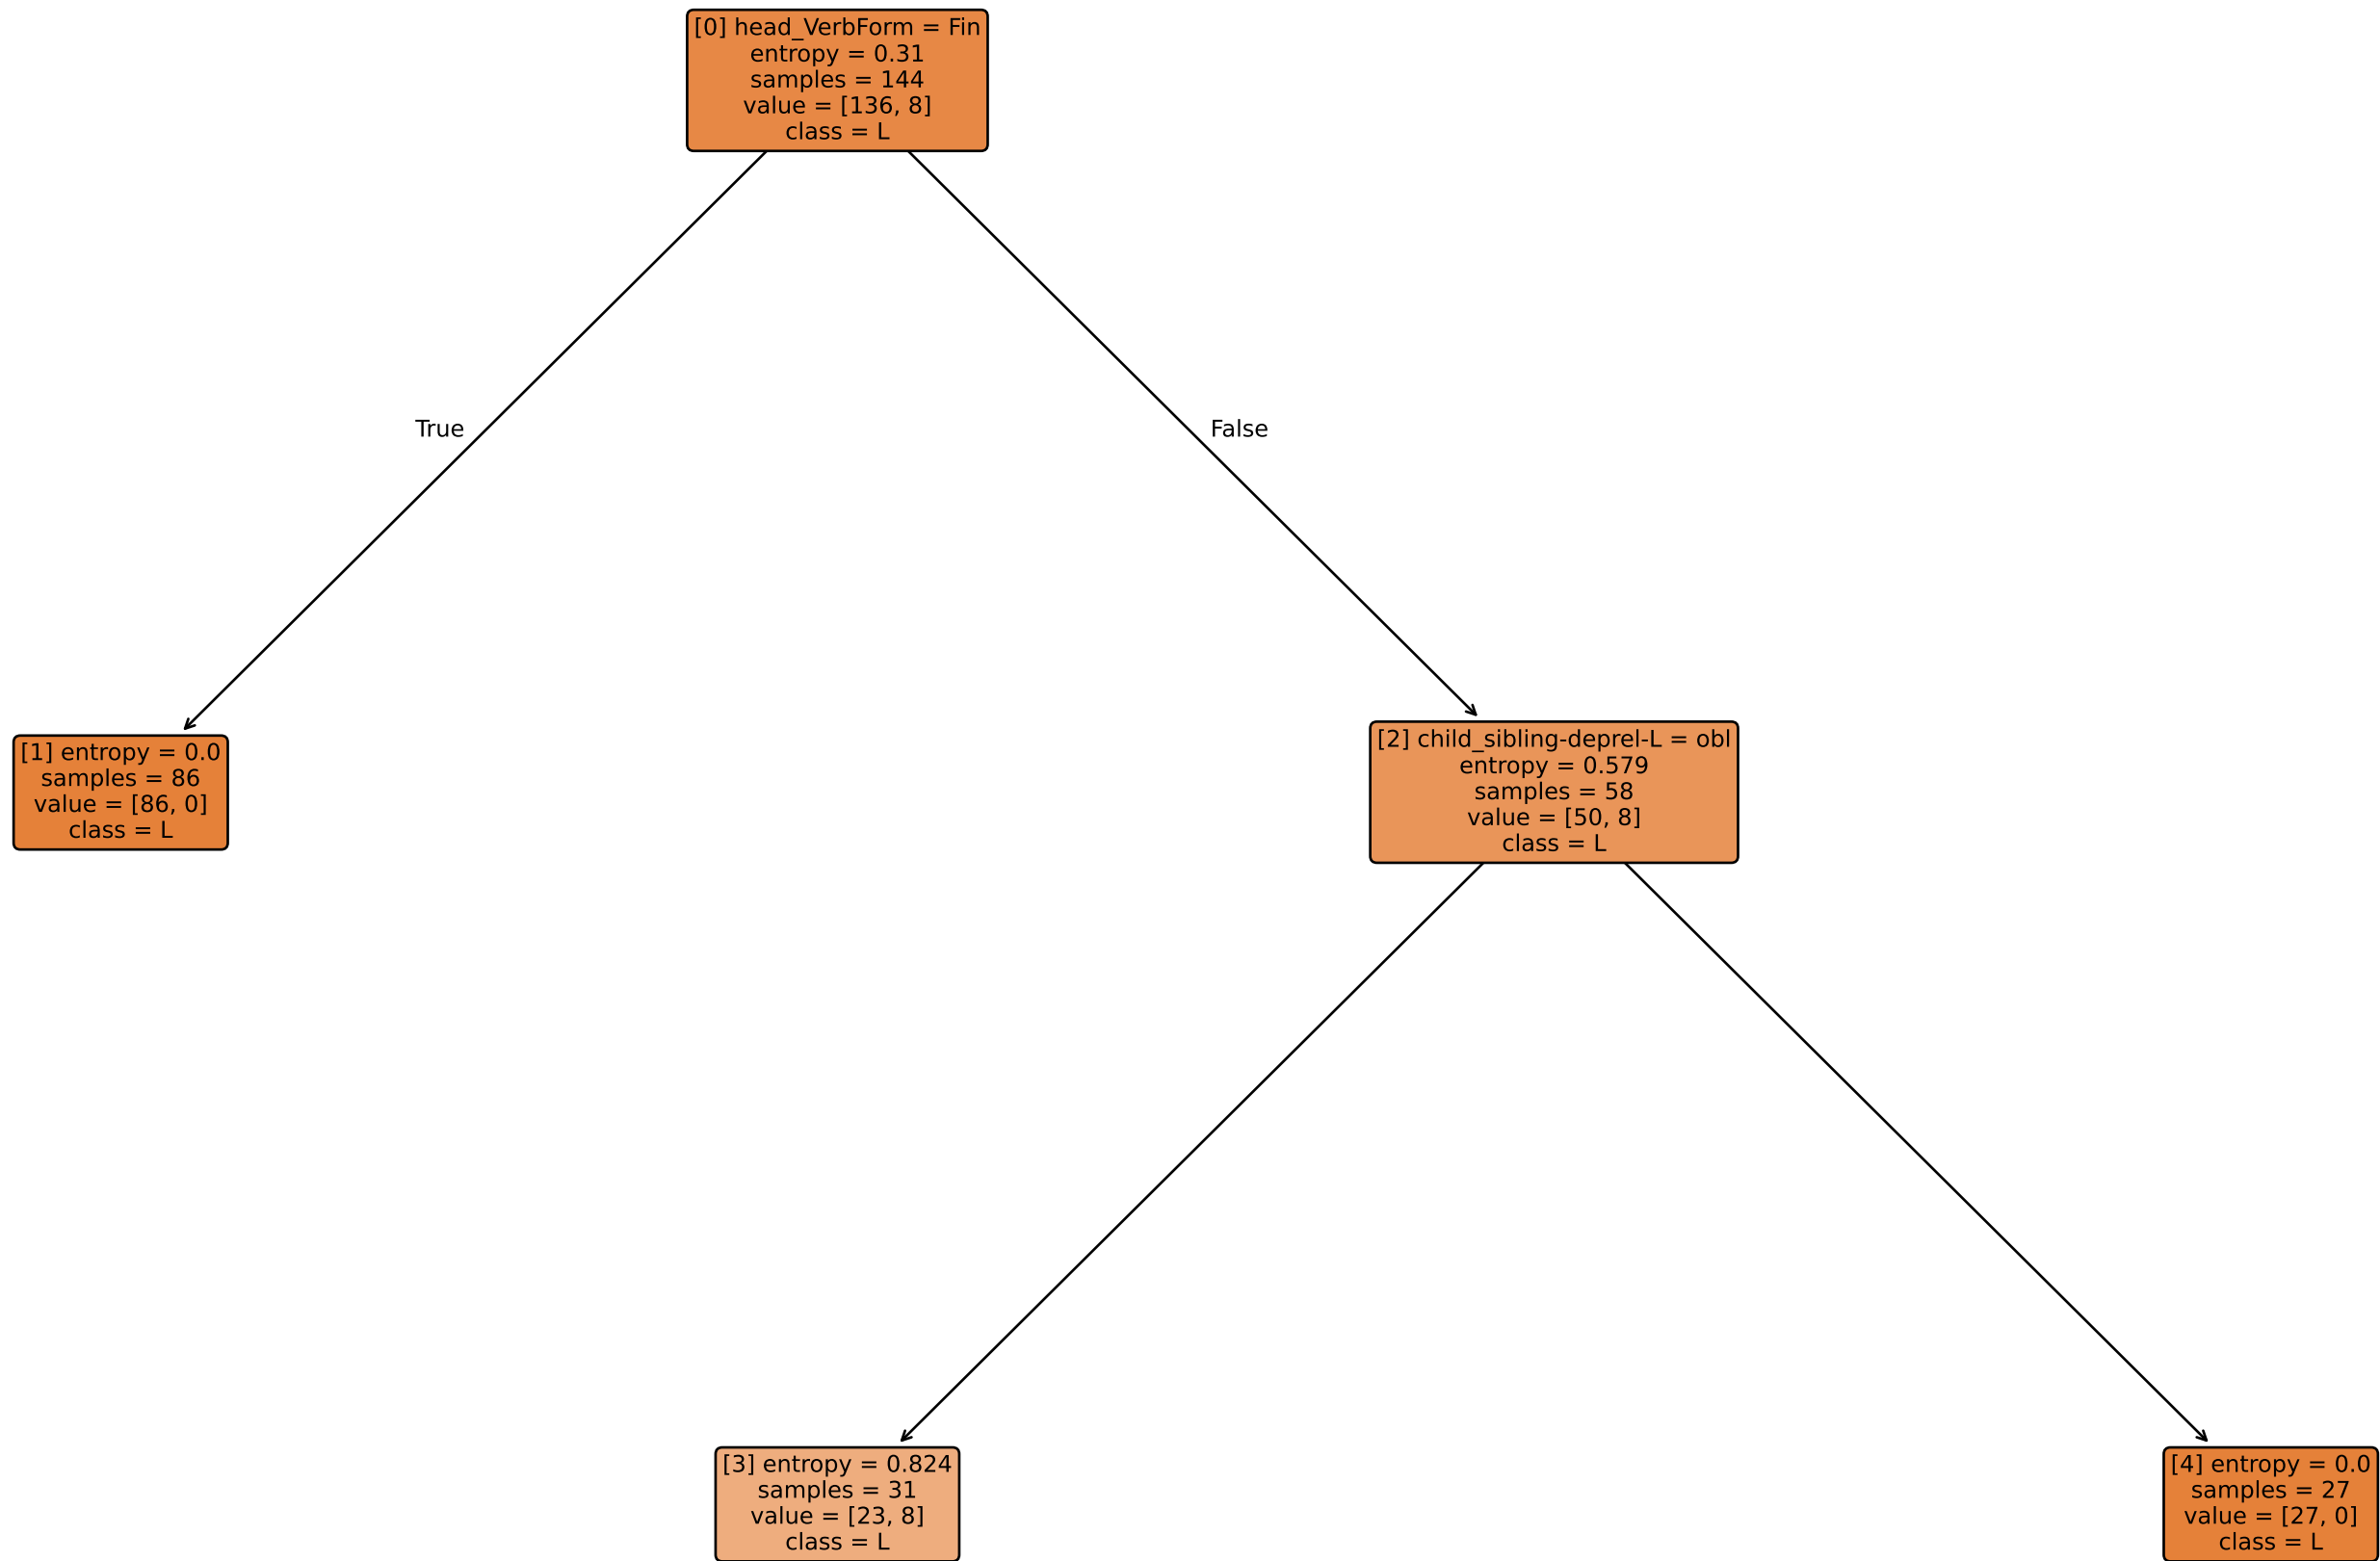 [0] head_VerbForm = Fin
entropy = 0.31
samples = 144
value = [136, 8]
class = L
True
False
[1] entropy = 0.0
samples = 86
value = [86, 0]
class = L
[2] child_sibling-deprel-L = obl
entropy = 0.579
samples = 58
value = [50, 8]
class = L
[3] entropy = 0.824
samples = 31
value = [23, 8]
class = L
[4] entropy = 0.0
samples = 27
value = [27, 0]
class = L